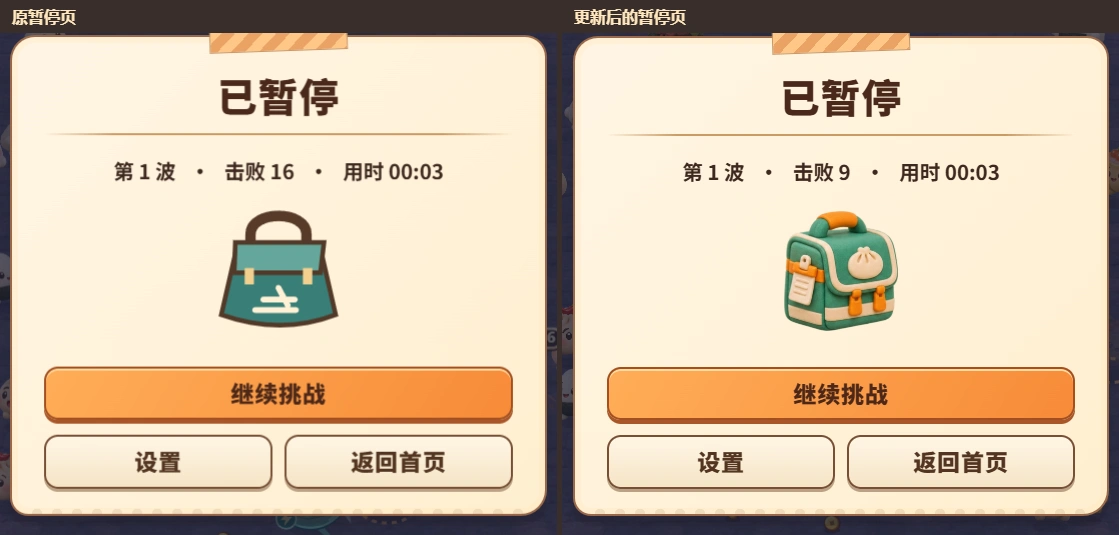 原暂停页
已暂停
第 1 波 • 击败 16 • 用时 00:03
继续挑战
设置
返回首页
更新后的暂停页
已暂停
第 1 波 • 击败 9 • 用时 00:03
继续挑战
设置
返回首页